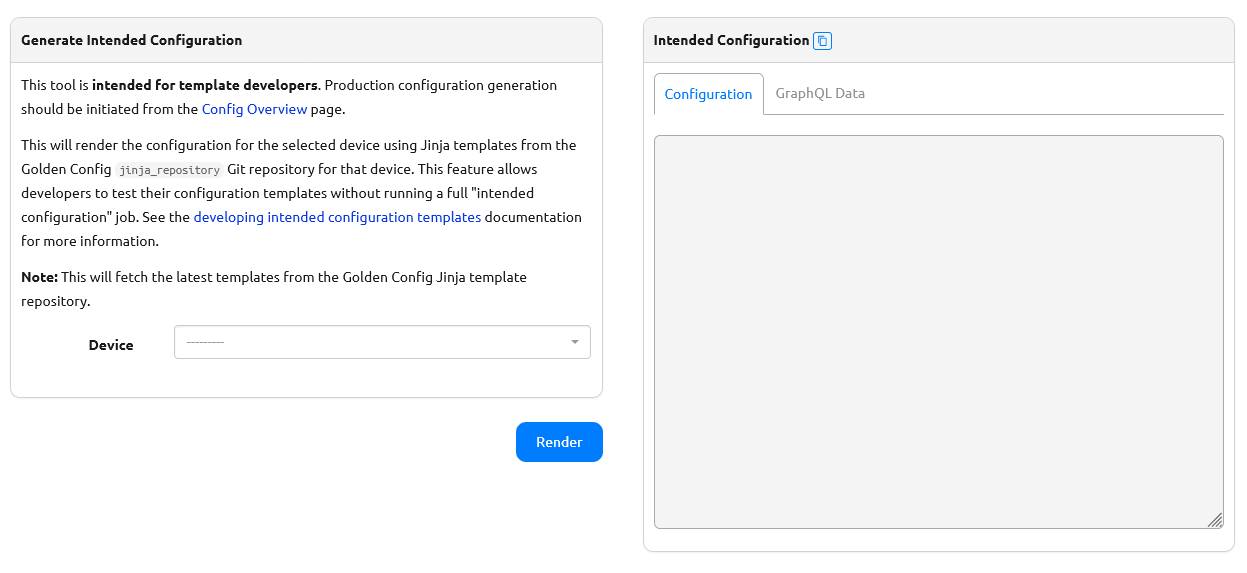 Generate Intended Configuration
This tool is intended for template developers. Production configuration generation
should be initiated from the Config Overview page.
This will render the configuration for the selected device using Jinja templates from the
Golden Config jinja_repository Git repository for that device. This feature allows
developers to test their configuration templates without running a full "intended
configuration" job. See the developing intended configuration templates documentation
for more information.
Note: This will fetch the latest templates from the Golden Config Jinja template
repository.
Device
---------
Render
Intended Configuration
Configuration
GraphQL Data